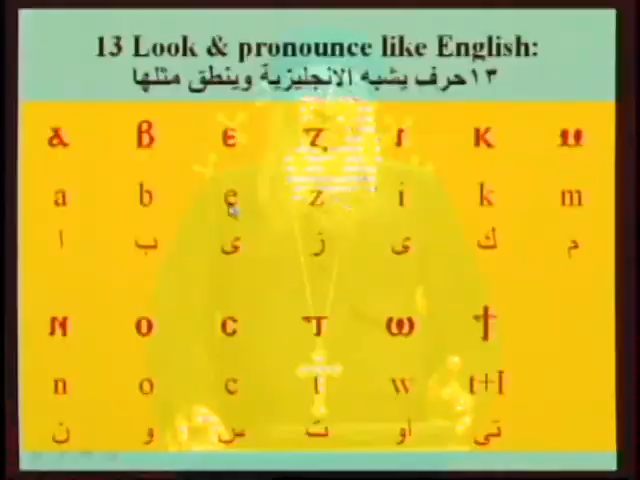 13 Look & pronounce like English:
١٣حرف يشبه الانجليزية وينطق مثلها
ⲁ ⲃ ⲉ ⲍ ⲓ ⲕ ⲙ
a b e z i k m
ا ب ى ز ى ك م
ⲛ ⲟ ⲥ ⲧ ⲱ ϯ
n o c t w t+I
ن و س ت او تى